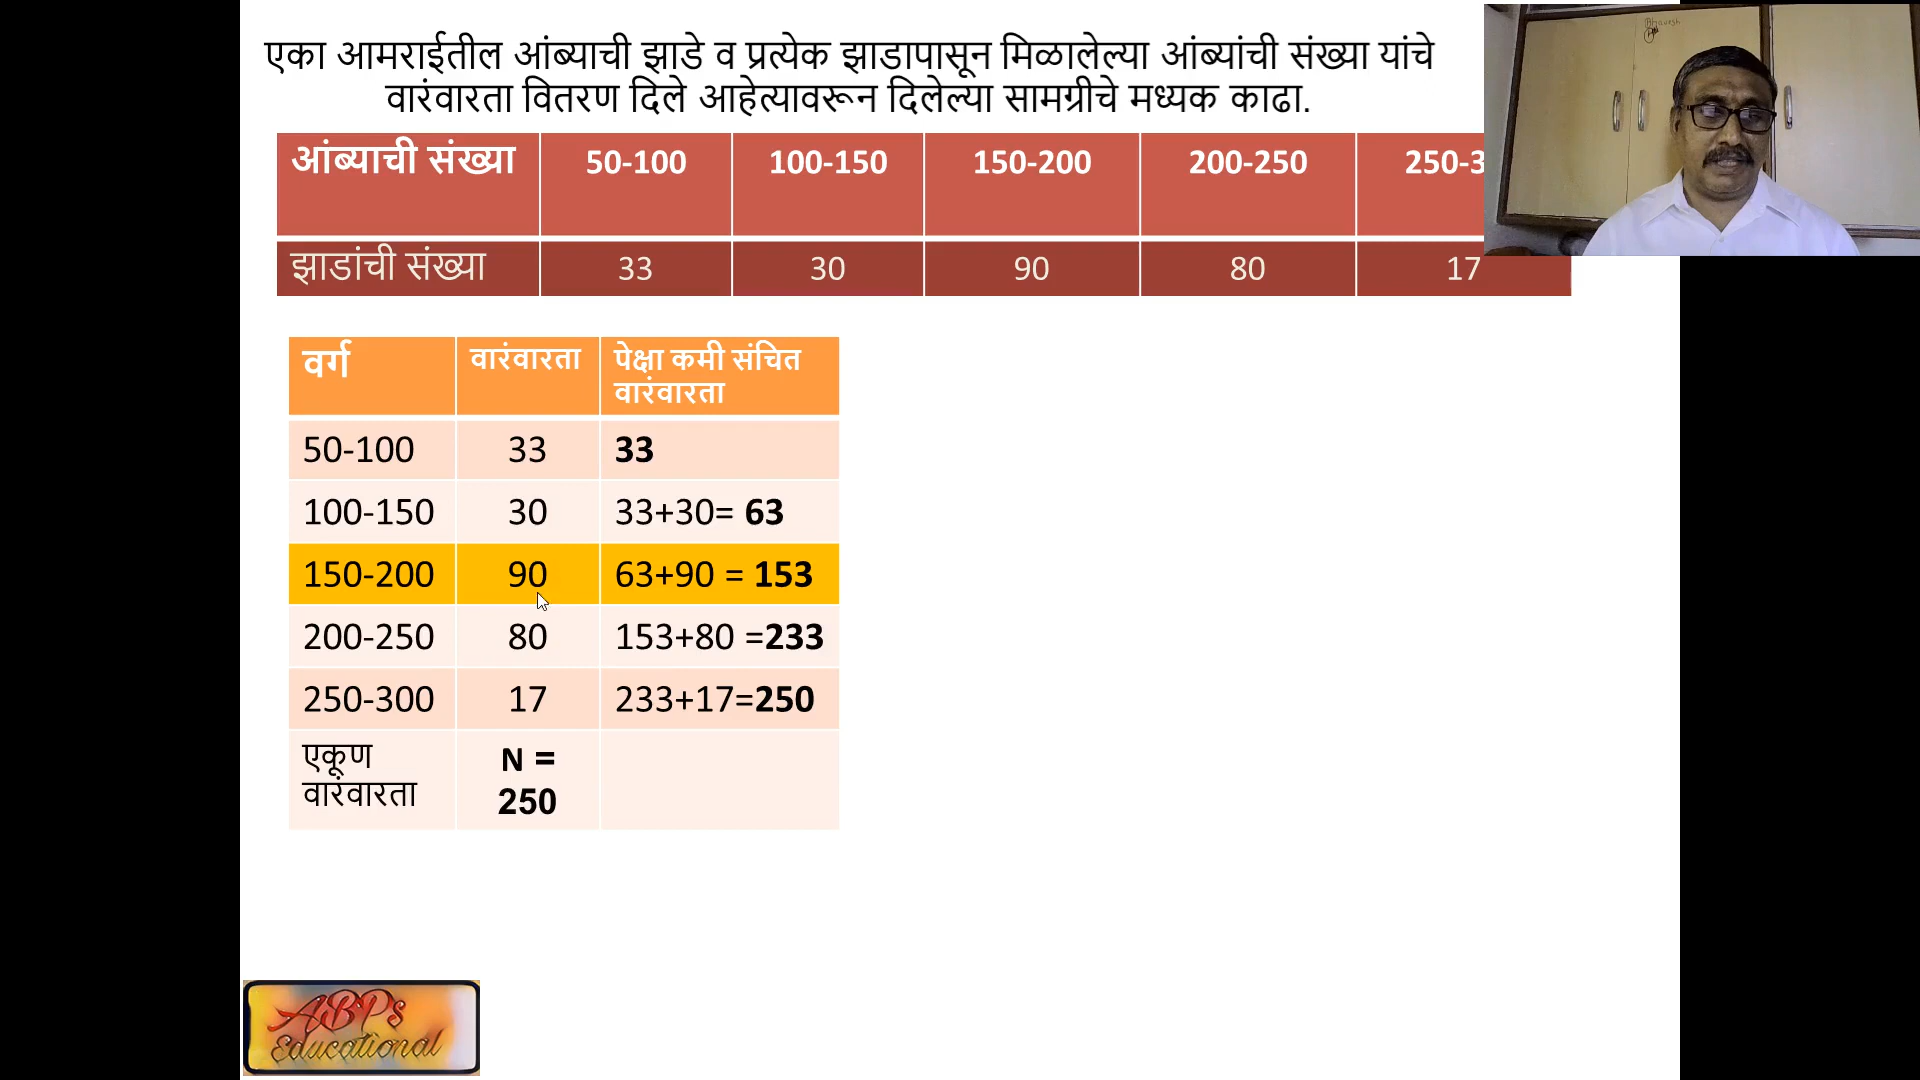 एका आमराईतील आंब्याची झाडे व प्रत्येक झाडापासून मिळालेल्या आंब्यांची संख्या यांचे
वारंवारता वितरण दिले आहेत्यावरून दिलेल्या सामग्रीचे मध्यक काढा.
आंब्याची संख्या 50-100 100-150 150-200 200-250 250-3
झाडांची संख्या 33 30 90 80 17
वर्ग वारंवारता पेक्षा कमी संचित
वारंवारता
50-100 33 33
100-150 30 33+30= 63
150-200 90 63+90 = 153
200-250 80 153+80 =233
250-300 17 233+17=250
एकूण N =
वारंवारता 250
ABPs
Educational
Bhavesh